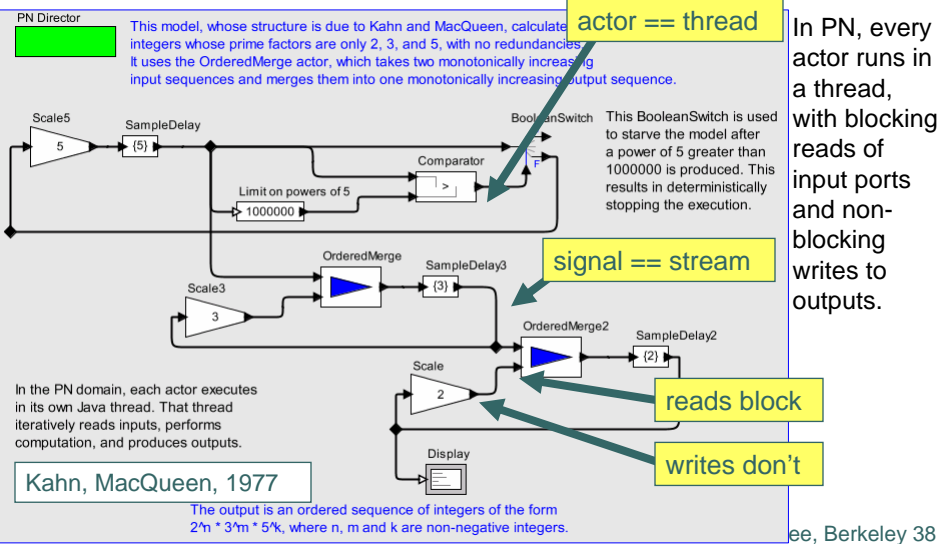 PN Director
This model, whose structure is due to Kahn and MacQueen, calculate
integers whose prime factors are only 2, 3, and 5, with no redundancies.
It uses the OrderedMerge actor, which takes two monotonically increasing
input sequences and merges them into one monotonically increasing output sequence.
actor == thread
In PN, every
actor runs in
a thread,
with blocking
reads of
input ports
and non-
blocking
writes to
outputs.
Scale5
5
SampleDelay
{5}
BooleanSwitch
F
This BooleanSwitch is used
to starve the model after
a power of 5 greater than
1000000 is produced. This
results in deterministically
stopping the execution.
Comparator
>
Limit on powers of 5
1000000
signal == stream
OrderedMerge
SampleDelay3
{3}
Scale3
3
OrderedMerge2
SampleDelay2
{2}
Scale
2
reads block
writes don't
In the PN domain, each actor executes
in its own Java thread. That thread
iteratively reads inputs, performs
computation, and produces outputs.
Display
Kahn, MacQueen, 1977
The output is an ordered sequence of integers of the form
2^n * 3^m * 5^k, where n, m and k are non-negative integers.
ee, Berkeley 38